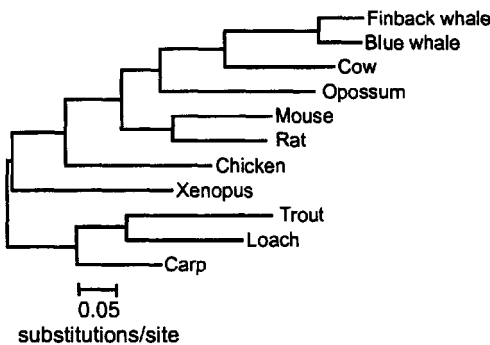 Finback whale
Blue whale
Cow
Opossum
Mouse
Rat
Chicken
Xenopus
Trout
Loach
Carp
0.05
substitutions/site